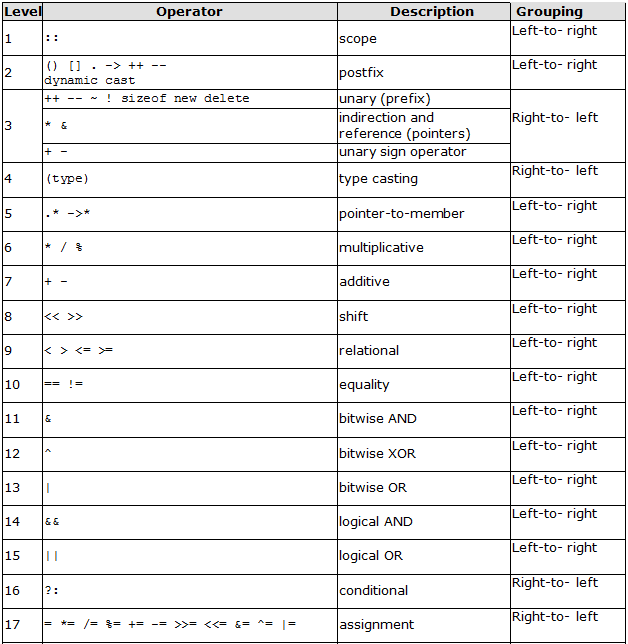 Level Operator Description Grouping
1 :: scope Left-to- right
2 () [] . -> ++ -- dynamic cast postfix Left-to- right
3 ++ -- ~ ! sizeof new delete unary (prefix) Right-to- left
* & indirection and reference (pointers)
+ - unary sign operator
4 (type) type casting Right-to- left
5 .* ->* pointer-to-member Left-to- right
6 * / % multiplicative Left-to- right
7 + - additive Left-to- right
8 << >> shift Left-to- right
9 < > <= >= relational Left-to- right
10 == != equality Left-to- right
11 & bitwise AND Left-to- right
12 ^ bitwise XOR Left-to- right
13 | bitwise OR Left-to- right
14 && logical AND Left-to- right
15 || logical OR Left-to- right
16 ?: conditional Right-to- left
17 = *= /= %= += -= >>= <<= &= ^= |= assignment Right-to- left